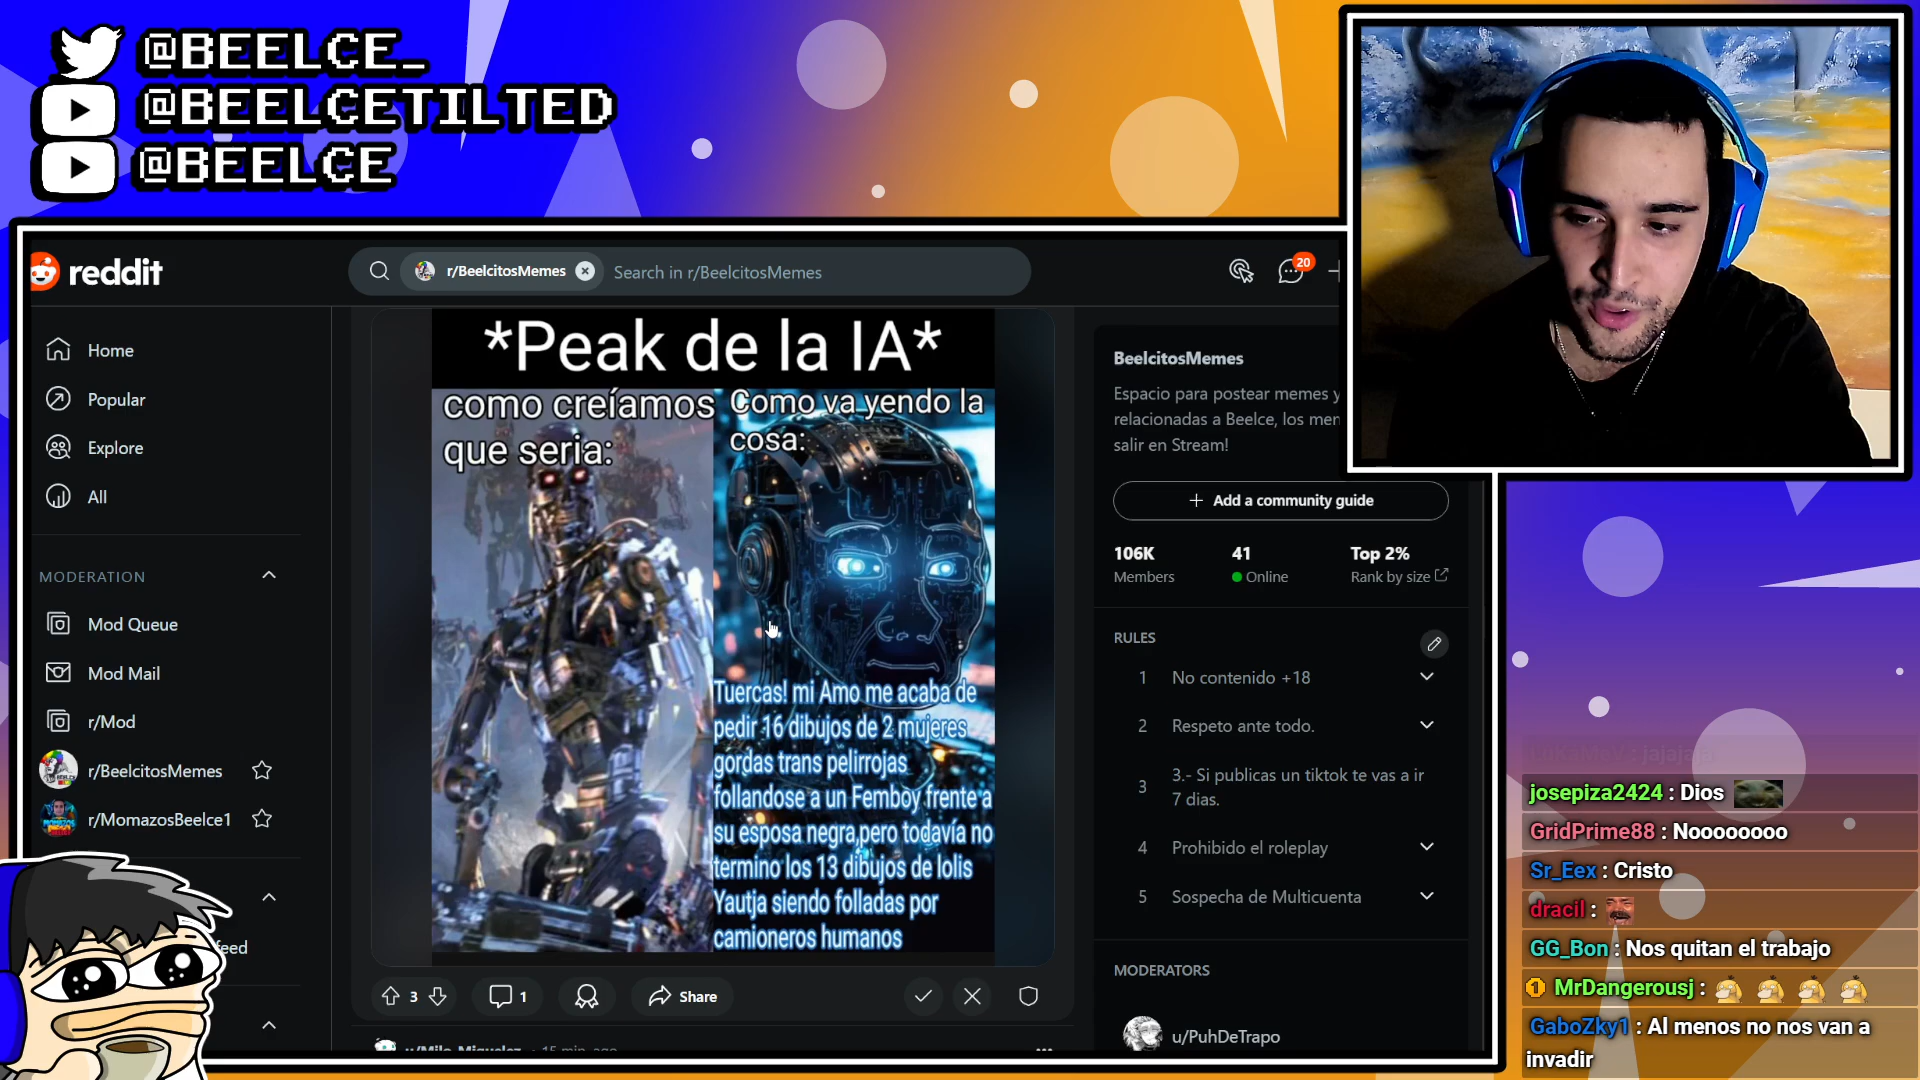 @BEELCE_
@BEELCETILTED
@BEELCE
reddit
r/BeelcitosMemes
Search in r/BeelcitosMemes
20
Home
Popular
Explore
All
MODERATION
Mod Queue
Mod Mail
r/Mod
r/BeelcitosMemes
r/MomazosBeelce1
feed
*Peak de la IA*
como creíamos
que seria:
Como va yendo la
cosa:
Tuercas! mi Amo me acaba de
pedir 16 dibujos de 2 mujeres
gordas trans pelirrojas
follandose a un Femboy frente a
su esposa negra,pero todavía no
termino los 13 dibujos de lolis
Yautja siendo folladas por
camioneros humanos
3
1
Share
15 min. ago
BeelcitosMemes
Espacio para postear memes y
relacionadas a Beelce, los mem
salir en Stream!
Add a community guide
106K
Members
41
Online
Top 2%
Rank by size
RULES
1 No contenido +18
2 Respeto ante todo.
3 3.- Si publicas un tiktok te vas a ir
7 dias.
4 Prohibido el roleplay
5 Sospecha de Multicuenta
MODERATORS
u/PuhDeTrapo
jajajaja
josepiza2424 : Dios
GridPrime88 : Noooooooo
Sr_Eex : Cristo
dracil :
GG_Bon : Nos quitan el trabajo
1 MrDangerousj :
GaboZky1 : Al menos no nos van a
invadir